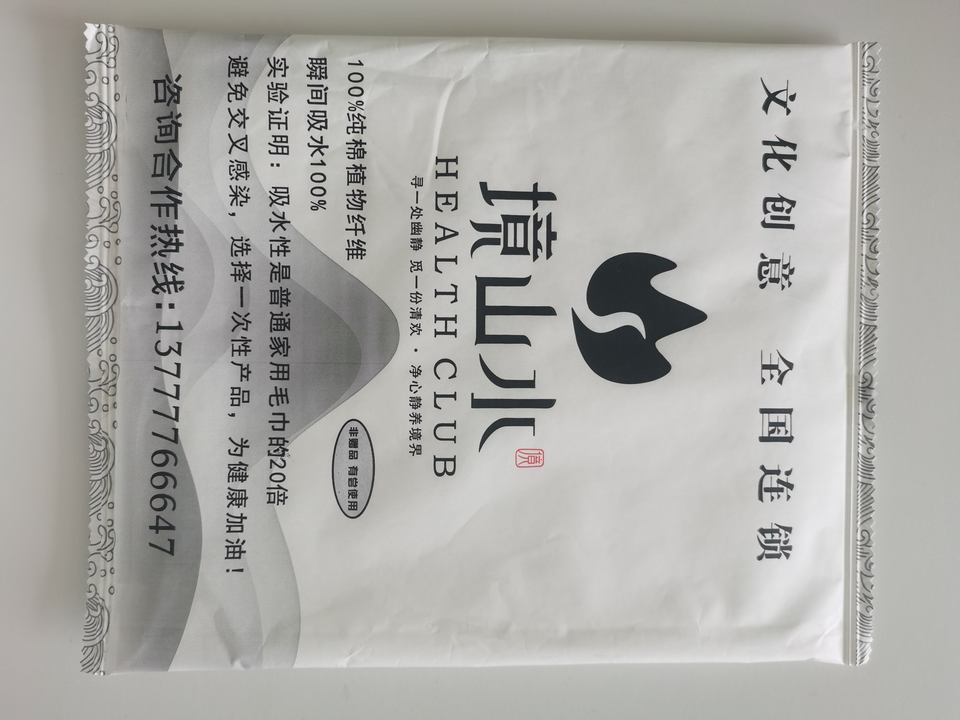 文化创意 全国连锁
境山水
HEALTH CLUB
寻一处幽静 觅一份清欢·净心静养境界
非赠品 有尝使用
100%纯棉植物纤维
瞬间吸水100%
实验证明：吸水性是普通家用毛巾的20倍
避免交叉感染，选择一次性产品，为健康加油！
咨询合作热线：13777766647